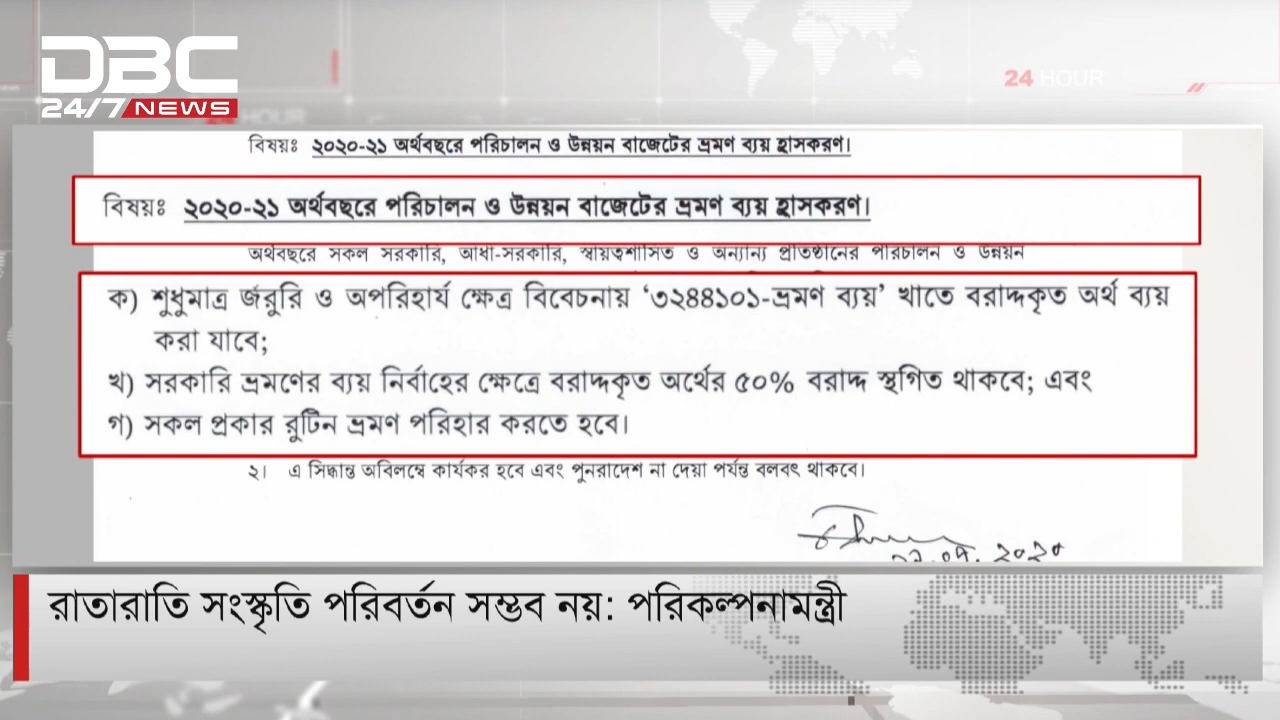 DBC
24/7 NEWS
24 HOUR
বিষয়ঃ ২০২০-২১ অর্থবছরে পরিচালন ও উন্নয়ন বাজেটের ভ্রমণ ব্যয় হ্রাসকরণ।
বিষয়ঃ ২০২০-২১ অর্থবছরে পরিচালন ও উন্নয়ন বাজেটের ভ্রমণ ব্যয় হ্রাসকরণ।
অর্থবছরে সকল সরকারি, আধা-সরকারি, স্বায়ত্বশাসিত ও অন্যান্য প্রতিষ্ঠানের পরিচালন ও উন্নয়ন
ক) শুধুমাত্র জরুরি ও অপরিহার্য ক্ষেত্র বিবেচনায় ‘৩২৪৪১০১-ভ্রমণ ব্যয়’ খাতে বরাদ্দকৃত অর্থ ব্যয়
করা যাবে;
খ) সরকারি ভ্রমণের ব্যয় নির্বাহের ক্ষেত্রে বরাদ্দকৃত অর্থের ৫০% বরাদ্দ স্থগিত থাকবে; এবং
গ) সকল প্রকার রুটিন ভ্রমণ পরিহার করতে হবে।
২। এ সিদ্ধান্ত অবিলম্বে কার্যকর হবে এবং পুনরাদেশ না দেয়া পর্যন্ত বলবৎ থাকবে।
রাতারাতি সংস্কৃতি পরিবর্তন সম্ভব নয়: পরিকল্পনামন্ত্রী